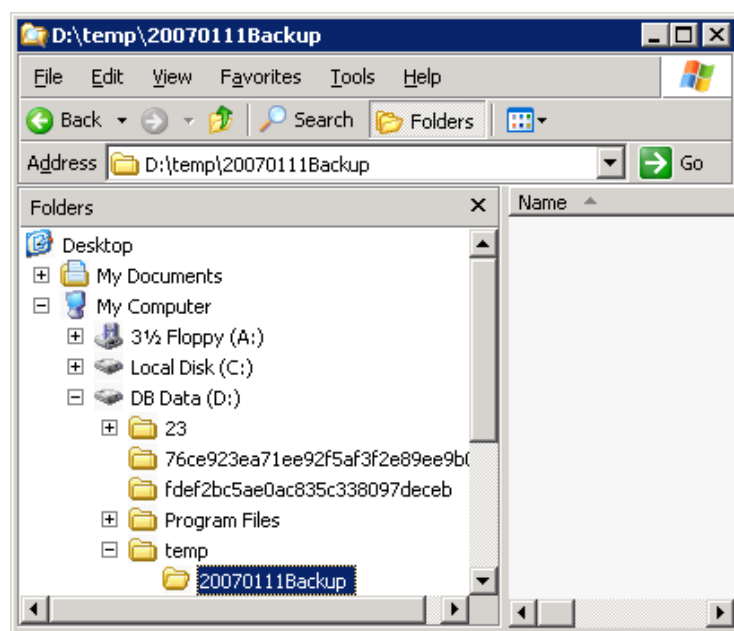 D:\temp\20070111Backup
File Edit View Favorites Tools Help
Back Search Folders
Address D:\temp\20070111Backup Go
Folders Name
Desktop
My Documents
My Computer
3½ Floppy (A:)
Local Disk (C:)
DB Data (D:)
23
76ce923ea71ee92f5af3f2e89ee9b
fdef2bc5ae0ac835c338097deceb
Program Files
temp
20070111Backup